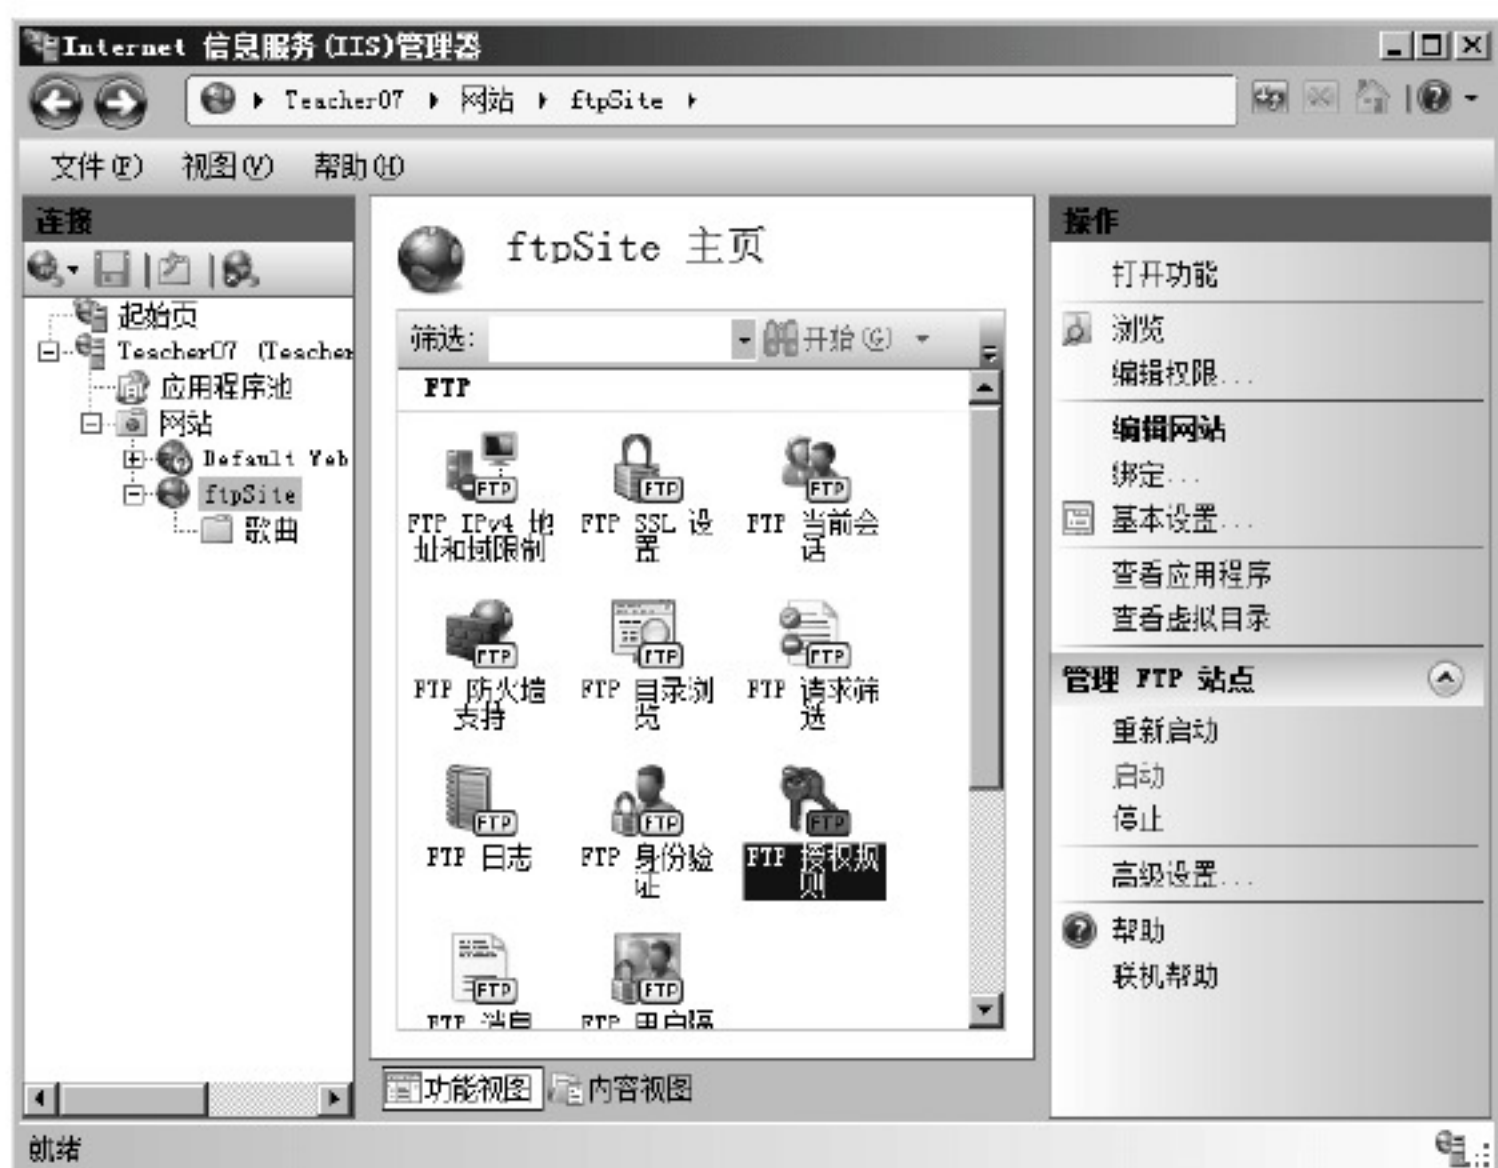 Internet 信息服务(IIS)管理器
Teacher07 网站 ftpSite
文件(F) 视图(V) 帮助(H)
连接
起始页
Teacher07 (Teacher
应用程序池
网站
Default Web
ftpSite
歌曲
ftpSite 主页
筛选:
开始(G)
FTP
FTP IPv4 地
址和域限制
FTP SSL 设
置
FTP 当前会
话
FTP 防火墙
支持
FTP 目录浏
览
FTP 请求筛
选
FTP 日志
FTP 身份验
证
FTP 授权规
则
FTP 消息
FTP 用户隔
功能视图
内容视图
操作
打开功能
浏览
编辑权限...
编辑网站
绑定...
基本设置...
查看应用程序
查看虚拟目录
管理 FTP 站点
重新启动
启动
停止
高级设置...
帮助
联机帮助
就绪